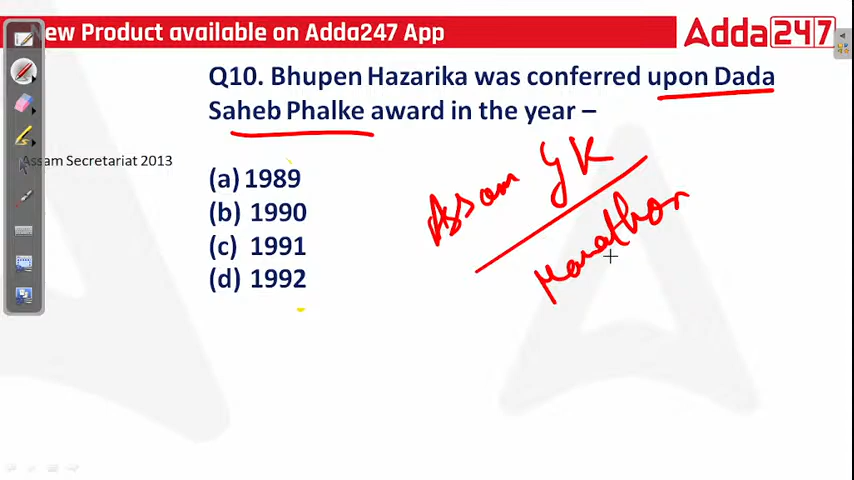 New Product available on Adda247 App
Adda247
Q10. Bhupen Hazarika was conferred upon Dada
Saheb Phalke award in the year –
Assam Secretariat 2013
(a) 1989
(b) 1990
(c) 1991
(d) 1992
Assam GK
Marathon